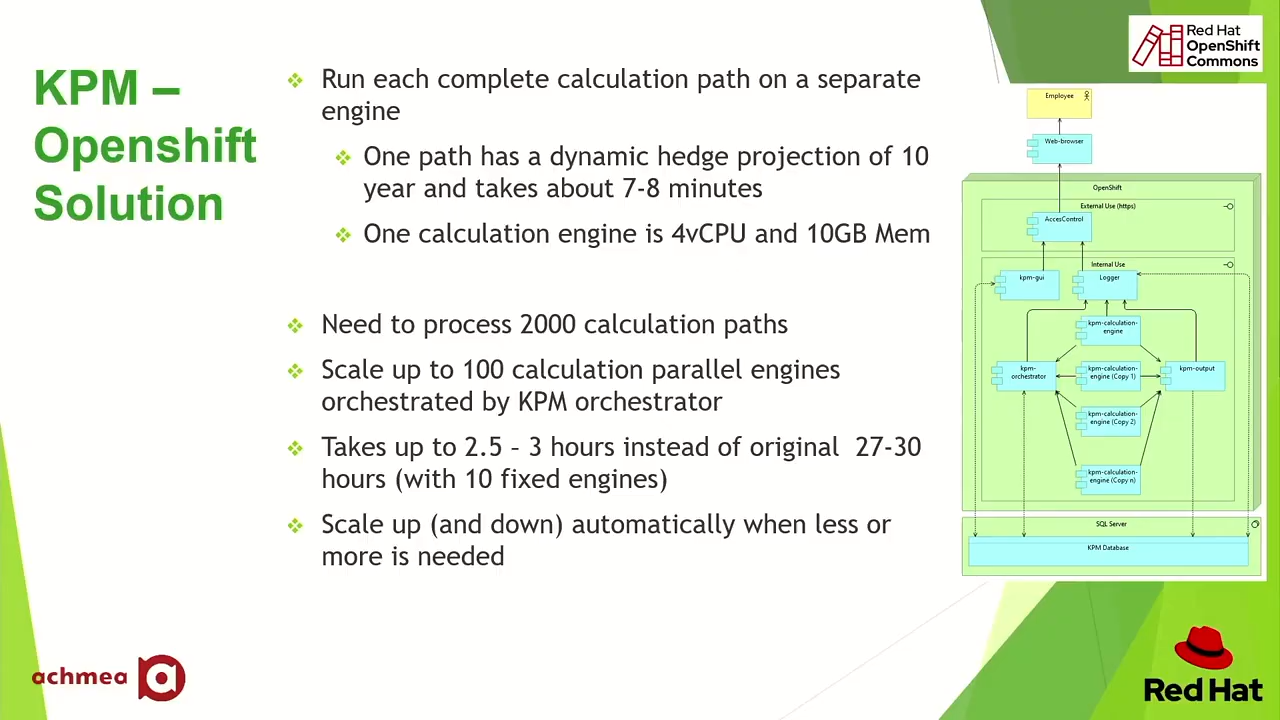 Red Hat
OpenShift
Commons
KPM –
Openshift
Solution
❖ Run each complete calculation path on a separate
engine
❖ One path has a dynamic hedge projection of 10
year and takes about 7-8 minutes
❖ One calculation engine is 4vCPU and 10GB Mem
❖ Need to process 2000 calculation paths
❖ Scale up to 100 calculation parallel engines
orchestrated by KPM orchestrator
❖ Takes up to 2.5 – 3 hours instead of original  27-30
hours (with 10 fixed engines)
❖ Scale up (and down) automatically when less or
more is needed
Employee
Web-browser
OpenShift
External Use (https)
AccesControl
Internal Use
kpm-gui
Logger
kpm-calculation-
engine
kpm-
orchestrator
kpm-calculation-
engine (Copy 1)
kpm-output
kpm-calculation-
engine (Copy 2)
kpm-calculation-
engine (Copy n)
SQL Server
KPM Database
achmea
Red Hat